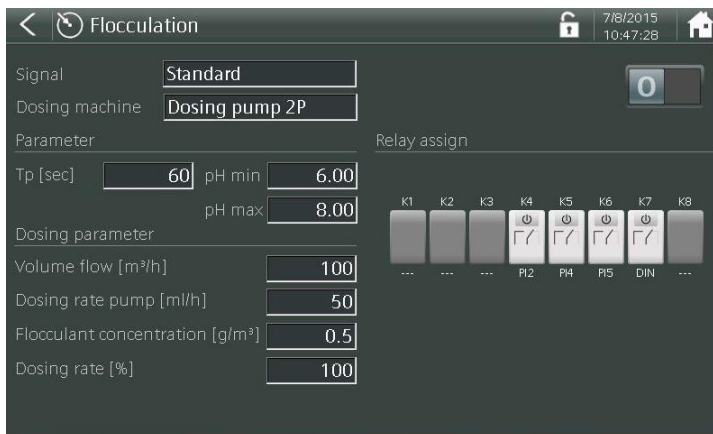 Flocculation
7/8/2015
10:47:28
Signal Standard
Dosing machine Dosing pump 2P
O
Parameter
Relay assign
Tp [sec] 60 pH min 6.00
pH max 8.00
K1 K2 K3 K4 K5 K6 K7 K8
--- --- --- PI2 PI4 PI5 DIN ---
Dosing parameter
Volume flow [m³/h] 100
Dosing rate pump [ml/h] 50
Flocculant concentration [g/m³] 0.5
Dosing rate [%] 100